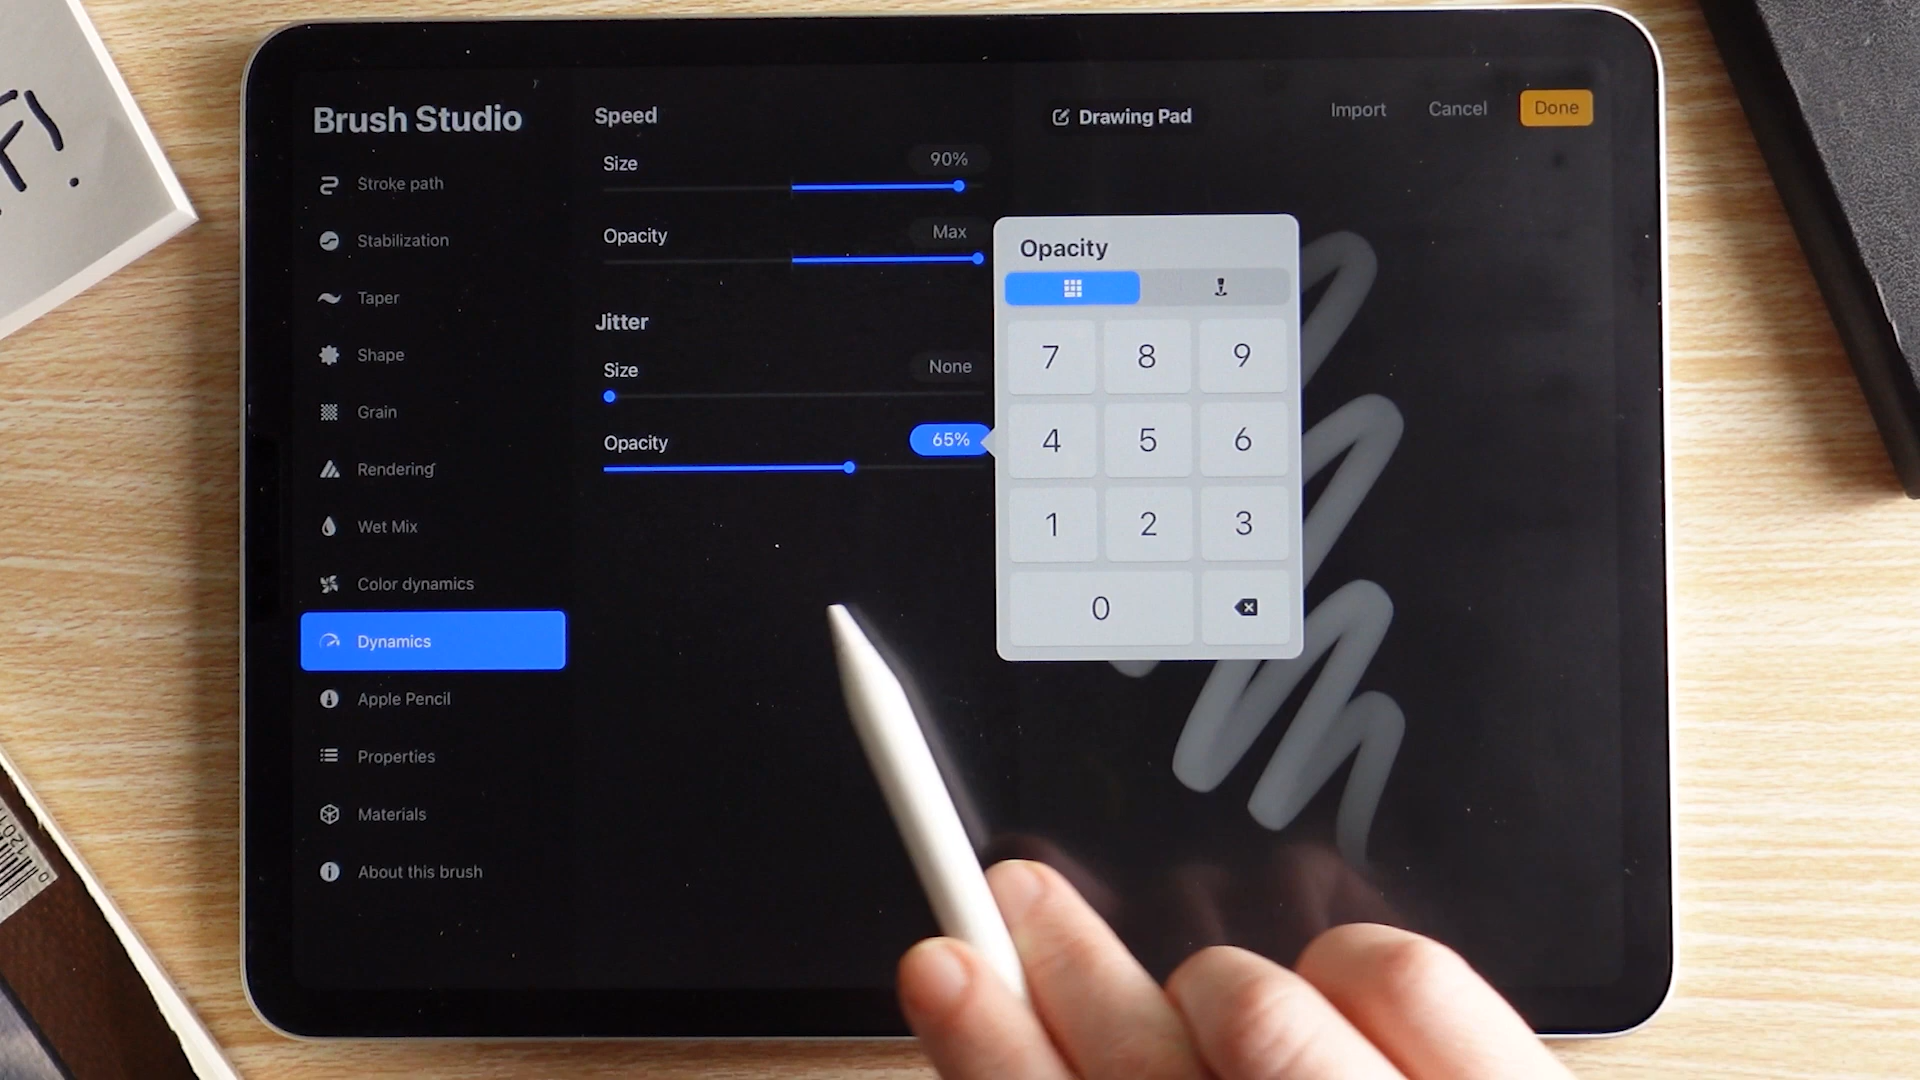 Brush Studio
Stroke path
Stabilization
Taper
Shape
Grain
Rendering
Wet Mix
Color dynamics
Dynamics
Apple Pencil
Properties
Materials
About this brush
Speed
Size 90%
Opacity Max
Jitter
Size None
Opacity 65%
Drawing Pad
Import Cancel Done
Opacity
7 8 9
4 5 6
1 2 3
0